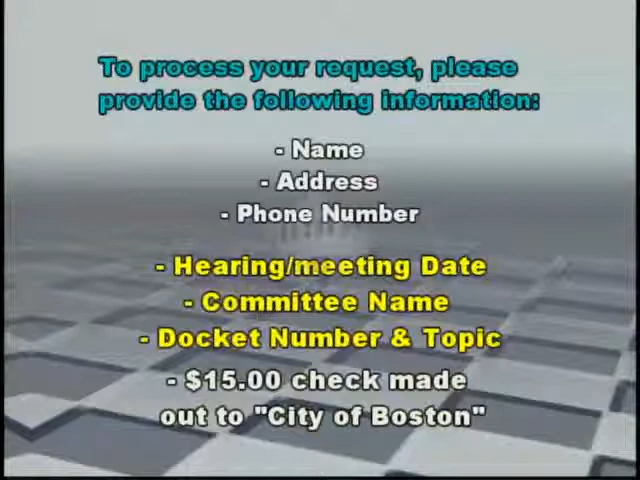 To process your request, please
provide the following information:
- Name
- Address
- Phone Number
- Hearing/meeting Date
- Committee Name
- Docket Number & Topic
- $15.00 check made
out to "City of Boston"